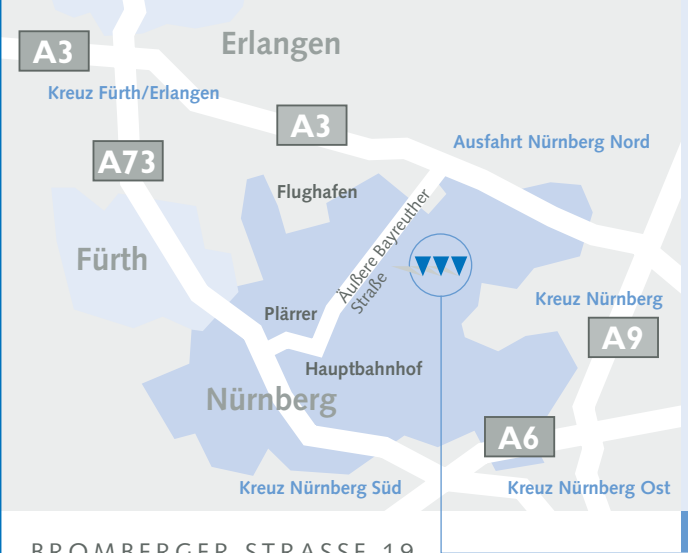 Erlangen
A3
Kreuz Fürth/Erlangen
A3
Ausfahrt Nürnberg Nord
A73
Flughafen
Äußere Bayreuther
Straße
Fürth
Kreuz Nürnberg
Plärrer
A9
Hauptbahnhof
Nürnberg
A6
Kreuz Nürnberg Süd
Kreuz Nürnberg Ost
BROMBERGER STRASSE 19